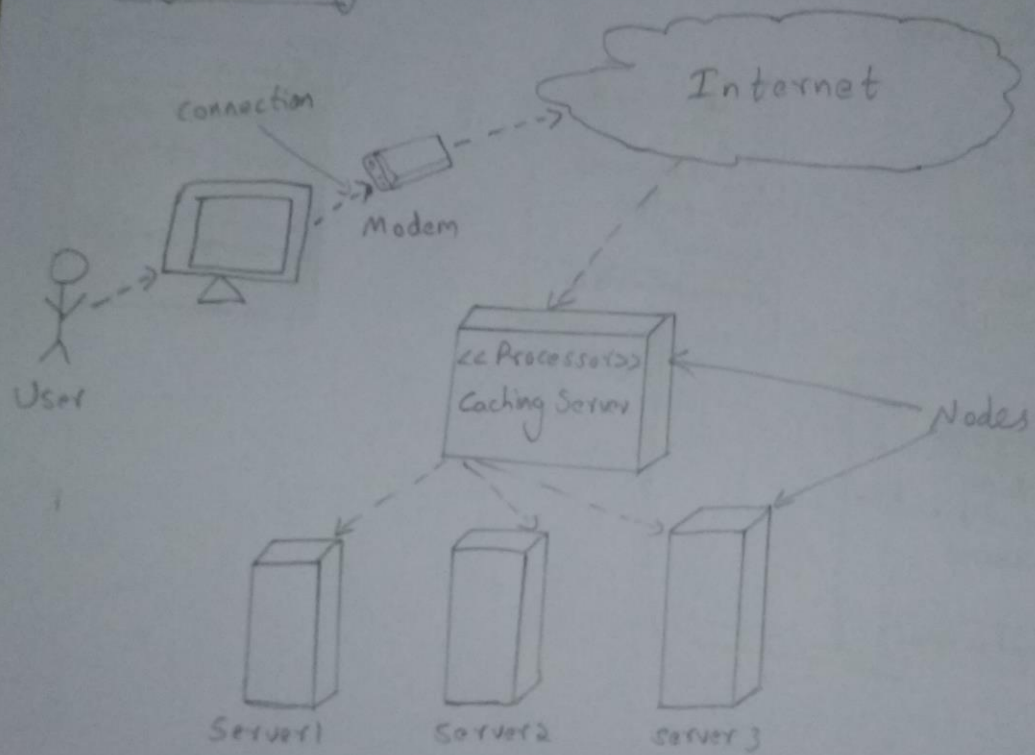 Internet
Connection
Modem
User
<<Processor>>
Caching Server
Nodes
Server1
Server2
server3